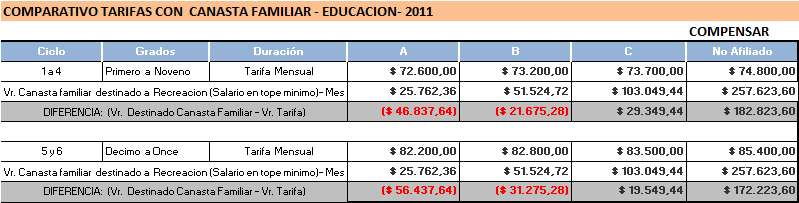 COMPARATIVO TARIFAS CON CANASTA FAMILIAR - EDUCACION- 2011
COMPENSAR
Ciclo Grados Duración A B C No Afiliado
1 a 4 Primero a Noveno Tarifa Mensual $ 72.600,00 $ 73.200,00 $ 73.700,00 $ 74.800,00
Vr. Canasta familiar destinado a Recreacion (Salario en tope minimo)- Mes $ 25.762,36 $ 51.524,72 $ 103.049,44 $ 257.623,60
DIFERENCIA: (Vr. Destinado Canasta Familiar - Vr. Tarifa) ($ 46.837,64) ($ 21.675,28) $ 29.349,44 $ 182.823,60
5 y 6 Decimo a Once Tarifa Mensual $ 82.200,00 $ 82.800,00 $ 83.500,00 $ 85.400,00
Vr. Canasta familiar destinado a Recreacion (Salario en tope minimo)- Mes $ 25.762,36 $ 51.524,72 $ 103.049,44 $ 257.623,60
DIFERENCIA: (Vr. Destinado Canasta Familiar - Vr. Tarifa) ($ 56.437,64) ($ 31.275,28) $ 19.549,44 $ 172.223,60